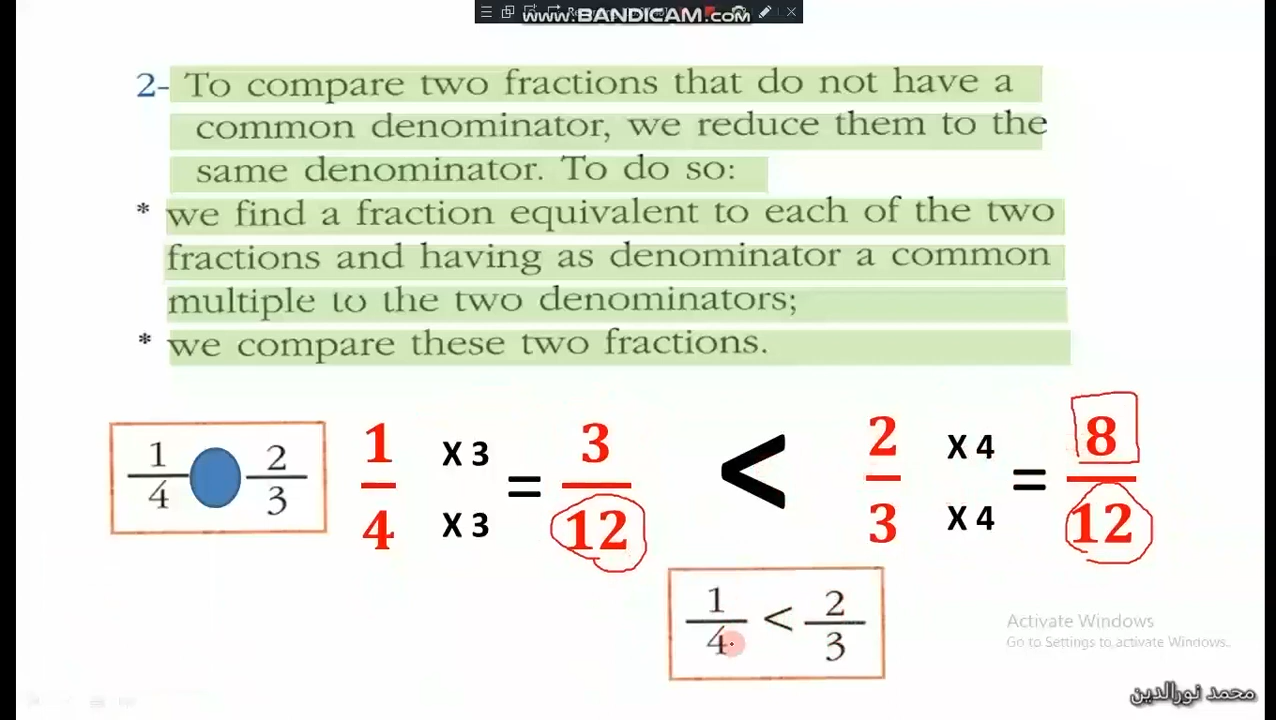 www.BANDICAM.com
2- To compare two fractions that do not have a
common denominator, we reduce them to the
same denominator. To do so:
* we find a fraction equivalent to each of the two
fractions and having as denominator a common
multiple to the two denominators;
* we compare these two fractions.
1/4 2/3
1/4 X 3 X 3 = 3/12 < 2/3 X 4 X 4 = 8/12
1/4 < 2/3
Activate Windows
Go to Settings to activate Windows.
محمد نورالدين